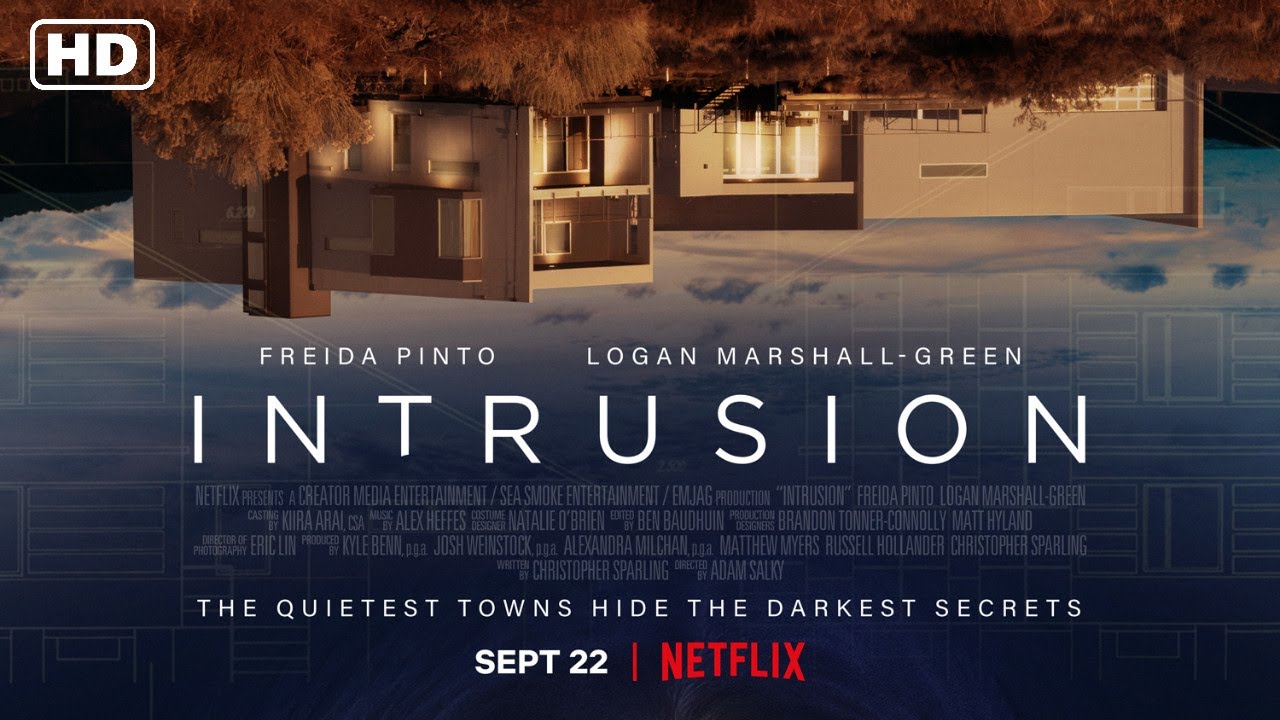 HD
6.200
FREIDA PINTO LOGAN MARSHALL-GREEN
INTRUSION
2.500
NETFLIX PRESENTS A CREATOR MEDIA ENTERTAINMENT / SEA SMOKE ENTERTAINMENT / EMJAG PRODUCTION "INTRUSION" FREIDA PINTO LOGAN MARSHALL-GREEN
CASTING BY KIIRA ARAI, CSA MUSIC BY ALEX HEFFES COSTUME DESIGNER NATALIE O'BRIEN EDITED BY BEN BAUDHUIN PRODUCTION DESIGNERS BRANDON TONNER-CONNOLLY MATT HYLAND
DIRECTOR OF PHOTOGRAPHY ERIC LIN PRODUCED BY KYLE BENN, p.g.a. JOSH WEINSTOCK, p.g.a. ALEXANDRA MILCHAN, p.g.a. MATTHEW MYERS RUSSELL HOLLANDER CHRISTOPHER SPARLING
WRITTEN BY CHRISTOPHER SPARLING DIRECTED BY ADAM SALKY
THE QUIETEST TOWNS HIDE THE DARKEST SECRETS
SEPT 22 | NETFLIX